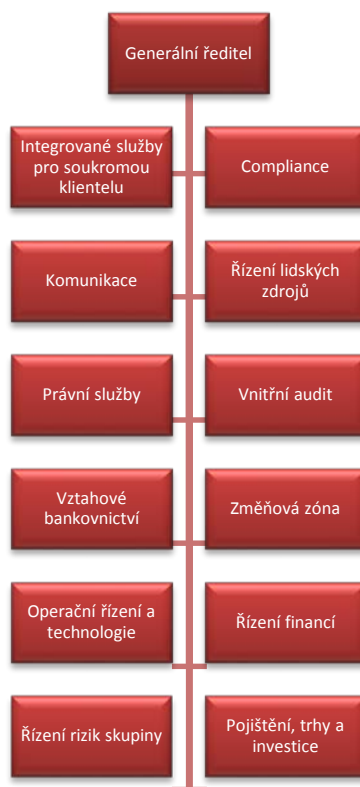 Generální ředitel
Integrované služby
pro soukromou
klientelu
Compliance
Komunikace
Řízení lidských
zdrojů
Právní služby
Vnitřní audit
Vztahové
bankovnictví
Změňová zóna
Operační řízení a
technologie
Řízení financí
Řízení rizik skupiny
Pojištění, trhy a
investice